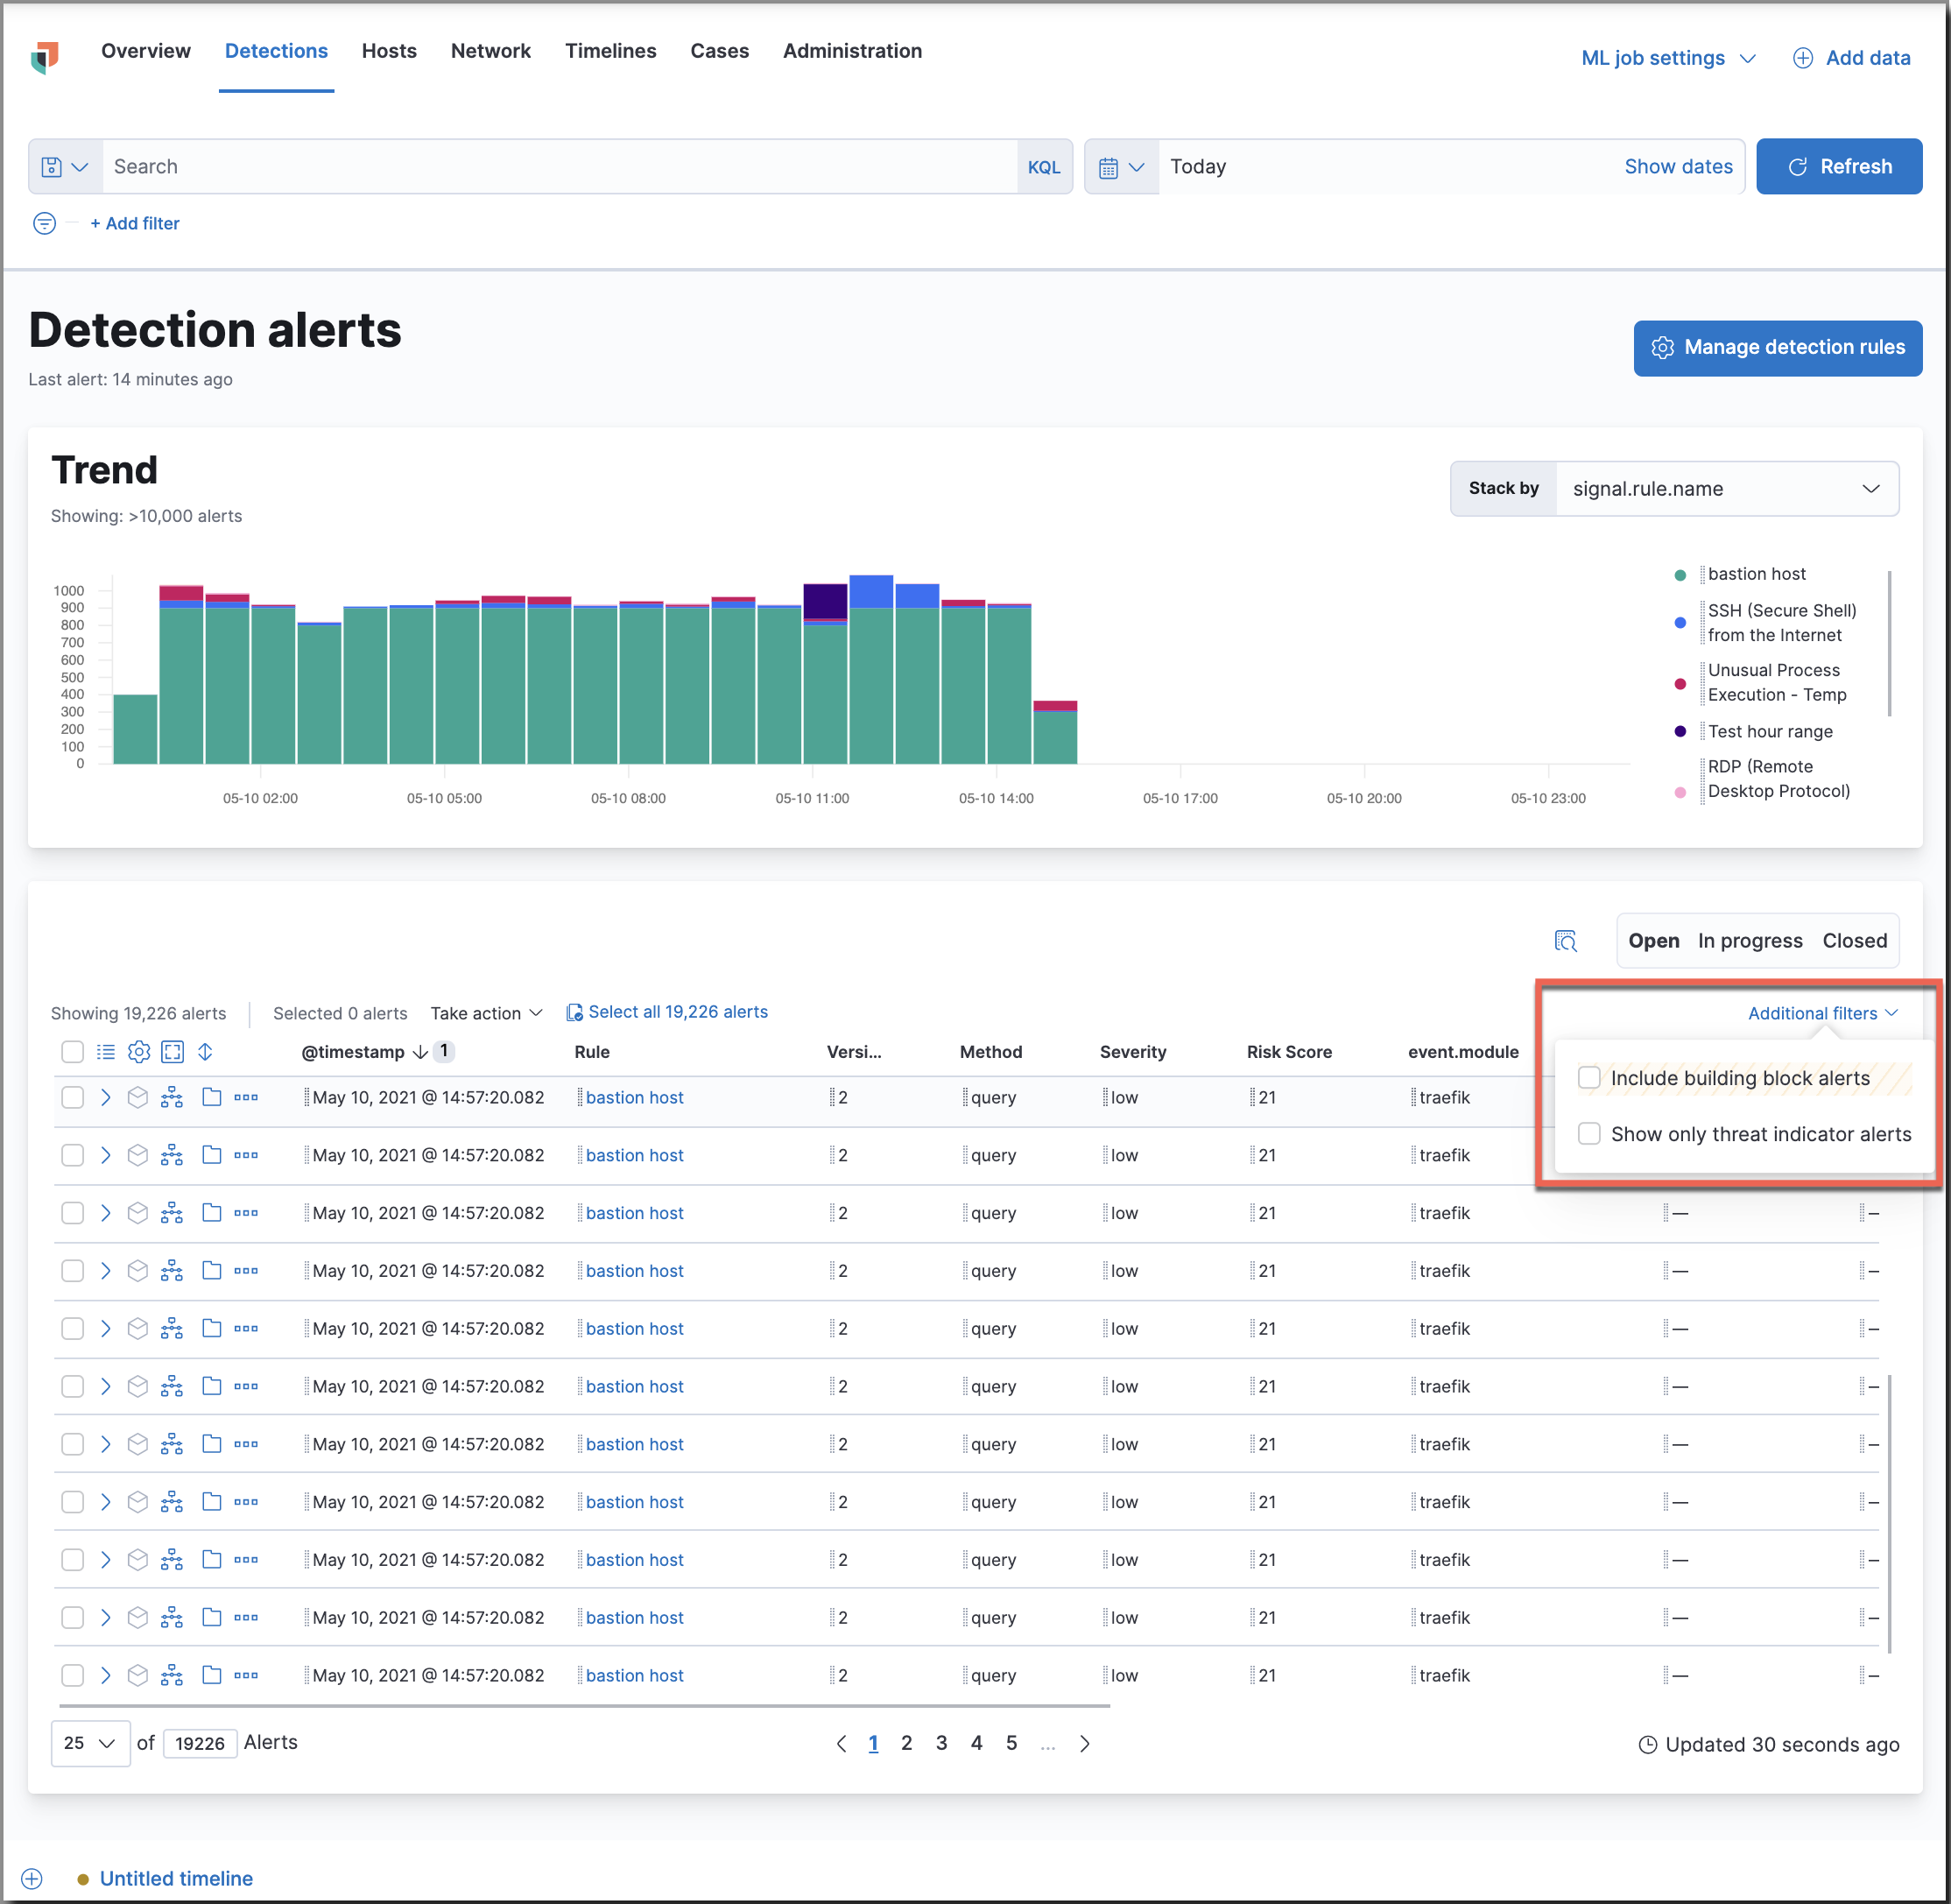 Overview Detections Hosts Network Timelines Cases Administration ML job settings Add data
Search KQL Today Show dates Refresh
+ Add filter
Detection alerts
Manage detection rules
Last alert: 14 minutes ago
Trend
Stack by signal.rule.name
Showing: >10,000 alerts
1000
900
800
700
600
500
400
300
200
100
0
05-10 02:00 05-10 05:00 05-10 08:00 05-10 11:00 05-10 14:00 05-10 17:00 05-10 20:00 05-10 23:00
bastion host
SSH (Secure Shell)
from the Internet
Unusual Process
Execution - Temp
Test hour range
RDP (Remote
Desktop Protocol)
Open In progress Closed
Showing 19,226 alerts Selected 0 alerts Take action Select all 19,226 alerts Additional filters
@timestamp 1 Rule Versi... Method Severity Risk Score event.module
Include building block alerts
Show only threat indicator alerts
May 10, 2021 @ 14:57:20.082 bastion host 2 query low 21 traefik
May 10, 2021 @ 14:57:20.082 bastion host 2 query low 21 traefik
May 10, 2021 @ 14:57:20.082 bastion host 2 query low 21 traefik — —
May 10, 2021 @ 14:57:20.082 bastion host 2 query low 21 traefik — —
May 10, 2021 @ 14:57:20.082 bastion host 2 query low 21 traefik — —
May 10, 2021 @ 14:57:20.082 bastion host 2 query low 21 traefik — —
May 10, 2021 @ 14:57:20.082 bastion host 2 query low 21 traefik — —
May 10, 2021 @ 14:57:20.082 bastion host 2 query low 21 traefik — —
May 10, 2021 @ 14:57:20.082 bastion host 2 query low 21 traefik — —
May 10, 2021 @ 14:57:20.082 bastion host 2 query low 21 traefik — —
May 10, 2021 @ 14:57:20.082 bastion host 2 query low 21 traefik — —
25 of 19226 Alerts 1 2 3 4 5 ... Updated 30 seconds ago
Untitled timeline